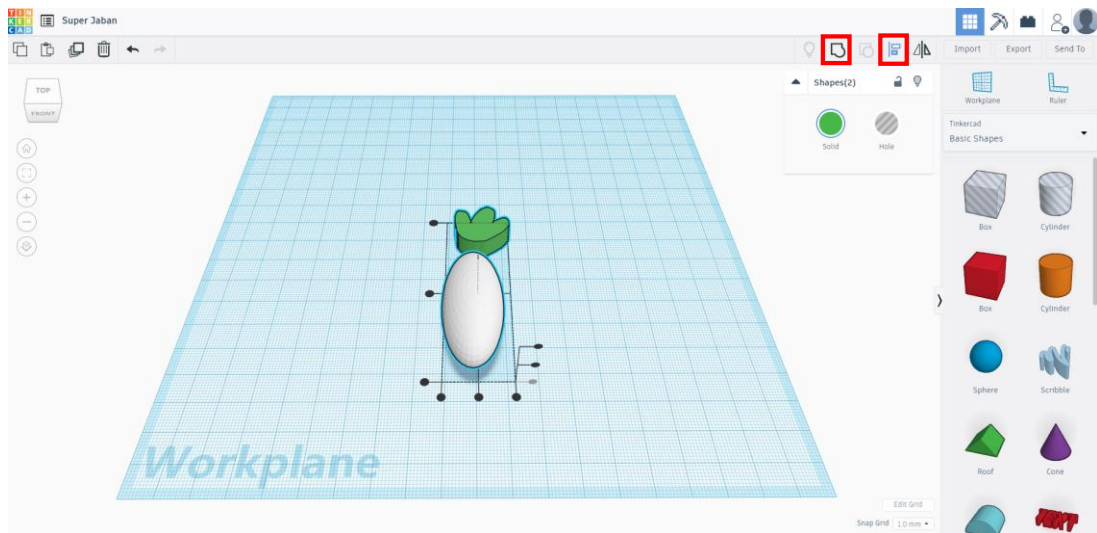 TIN
KER
CAD
Super Jaban
Import Export Send To
TOP
FRONT
Shapes(2)
Solid Hole
Workplane Ruler
Tinkercad
Basic Shapes
Box Cylinder
Box Cylinder
Sphere Scribble
Roof Cone
TEXT
Workplane
Edit Grid
Snap Grid 1.0 mm